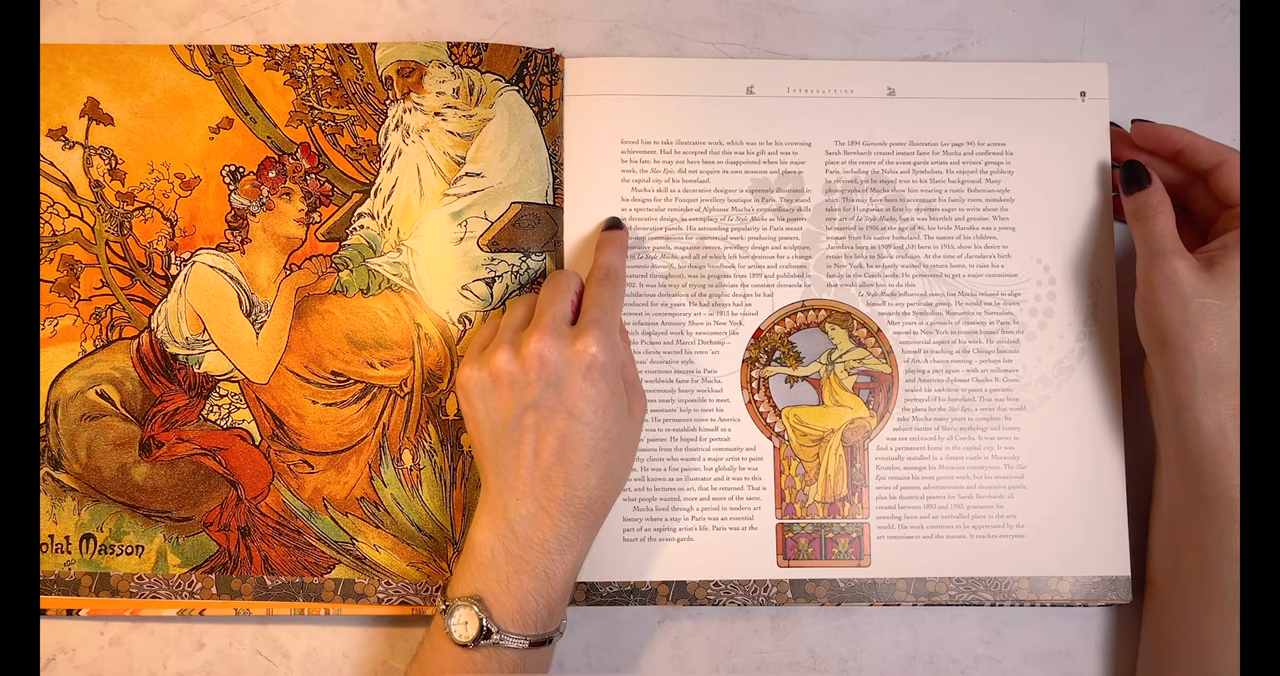 olat Masson
INTRODUCTION
9
forced him to take illustrative work, which was to be his crowning
achievement. Had he accepted that this was his gift and was to
be his fate, he may not have been so disappointed when his major
work, the Slav Epic, did not acquire its own museum and place in
the capital city of his homeland.
Mucha's skill as a decorative designer is supremely illustrated in
his designs for the Fouquet jewellery boutique in Paris. They stand
as a spectacular reminder of Alphonse Mucha's extraordinary skills
in decorative design, as exemplary of Le Style Mucha as his posters
d decorative panels. His astounding popularity in Paris meant
n-stop commissions for commercial work: producing posters,
orative panels, magazine covers, jewellery design and sculpture,
in Le Style Mucha, and all of which left him desirous for a change.
ocuments décoratifs, his design handbook for artists and craftsmen
eatured throughout), was in progress from 1899 and published in
02. It was his way of trying to alleviate the constant demands for
multifarious derivations of the graphic designs he had
produced for six years. He had always had an
interest in contemporary art – in 1913 he visited
he infamous Armoury Show in New York,
hich displayed work by newcomers like
blo Picasso and Marcel Duchamp –
his clients wanted his retro 'art
eau' decorative style.
he enormous success in Paris
worldwide fame for Mucha.
normously heavy workload
mes nearly impossible to meet,
assistants' help to meet his
s. His permanent move to America
was to re-establish himself as a
s' painter. He hoped for portrait
issions from the theatrical community and
lthy clients who wanted a major artist to paint
m. He was a fine painter, but globally he was
o well known as an illustrator and it was to this
art, and to lectures on art, that he returned. That is
what people wanted, more and more of the same.
Mucha lived through a period in modern art
history where a stay in Paris was an essential
part of an aspiring artist's life. Paris was at the
heart of the avant-garde.
The 1894 Gismonda poster illustration (see page 94) for actress
Sarah Bernhardt created instant fame for Mucha and confirmed his
place at the centre of the avant-garde artists and writers' groups in
Paris, including the Nabis and Symbolists. He enjoyed the publicity
he received, yet he stayed true to his Slavic background. Many
photographs of Mucha show him wearing a rustic Bohemian-style
shirt. This may have been to accentuate his family roots, mistakenly
taken for Hungarian at first by reporters eager to write about the
new art of Le Style Mucha, but it was heartfelt and genuine. When
he married in 1906 at the age of 46, his bride Maruška was a young
woman from his native homeland. The names of his children,
Jaroslava born in 1909 and Jiří born in 1915, show his desire to
retain his links to Slavic tradition. At the time of Jaroslava's birth
in New York, he ardently wanted to return home, to raise his
family in the Czech Lands. He persevered to get a major commission
that would allow him to do this.
Le Style Mucha influenced many, but Mucha refused to align
himself to any particular group. He would not be drawn
towards the Symbolists, Romantics or Surrealists.
After years at a pinnacle of creativity in Paris, he
moved to New York to remove himself from the
commercial aspect of his work. He involved
himself in teaching at the Chicago Institute
of Art. A chance meeting – perhaps fate
playing a part again – with art millionaire
and American diplomat Charles R. Crane,
sealed his ambition to paint a patriotic
portrayal of his homeland. Thus was born
the plans for the Slav Epic, a series that would
take Mucha many years to complete. Its
subject matter of Slavic mythology and history
was not embraced by all Czechs. It was never to
find a permanent home in the capital city. It was
eventually installed in a distant castle in Moravsky
Krumlov, amongst his Moravian countrymen. The Slav
Epic remains his most potent work, but his sensational
series of posters, advertisements and decorative panels,
plus his theatrical posters for Sarah Bernhardt, all
created between 1895 and 1905, guarantee his
unending fame and an unrivalled place in the arts
world. His work continues to be appreciated by the
art connoisseur and the masses. It reaches everyone.